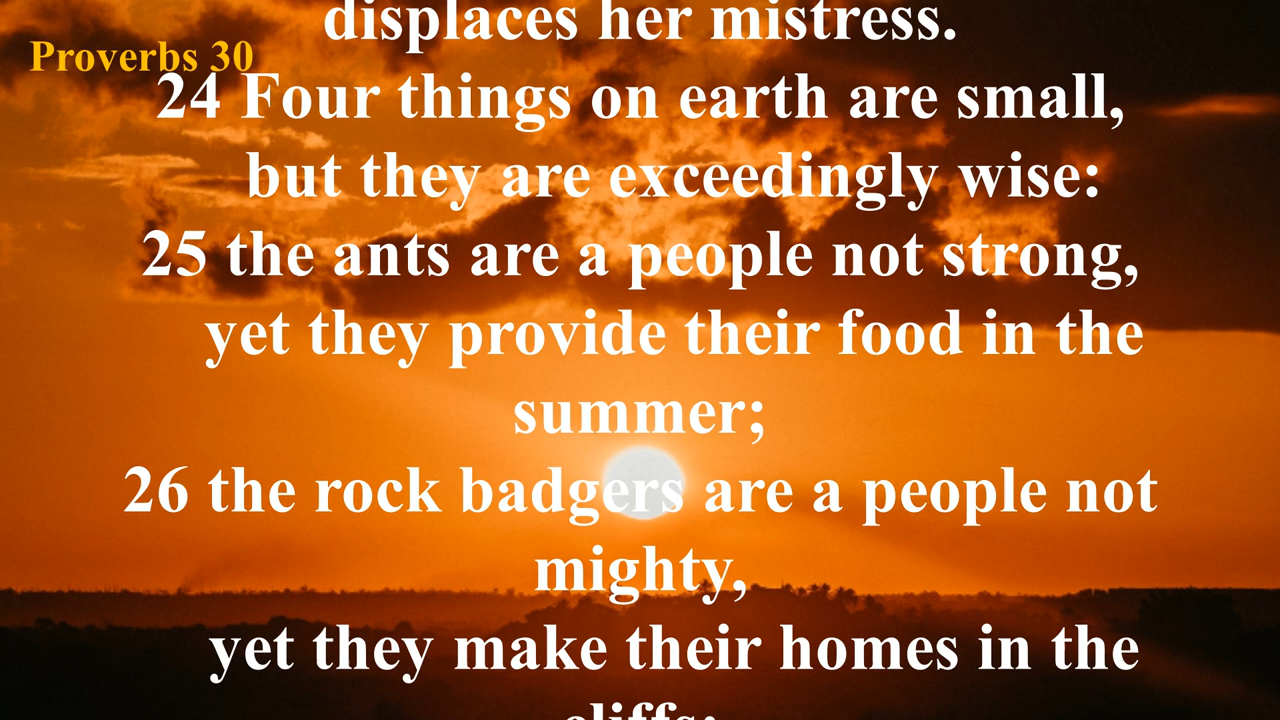 displaces her mistress.
Proverbs 30
24 Four things on earth are small,
but they are exceedingly wise:
25 the ants are a people not strong,
yet they provide their food in the
summer;
26 the rock badgers are a people not
mighty,
yet they make their homes in the
cliffs;